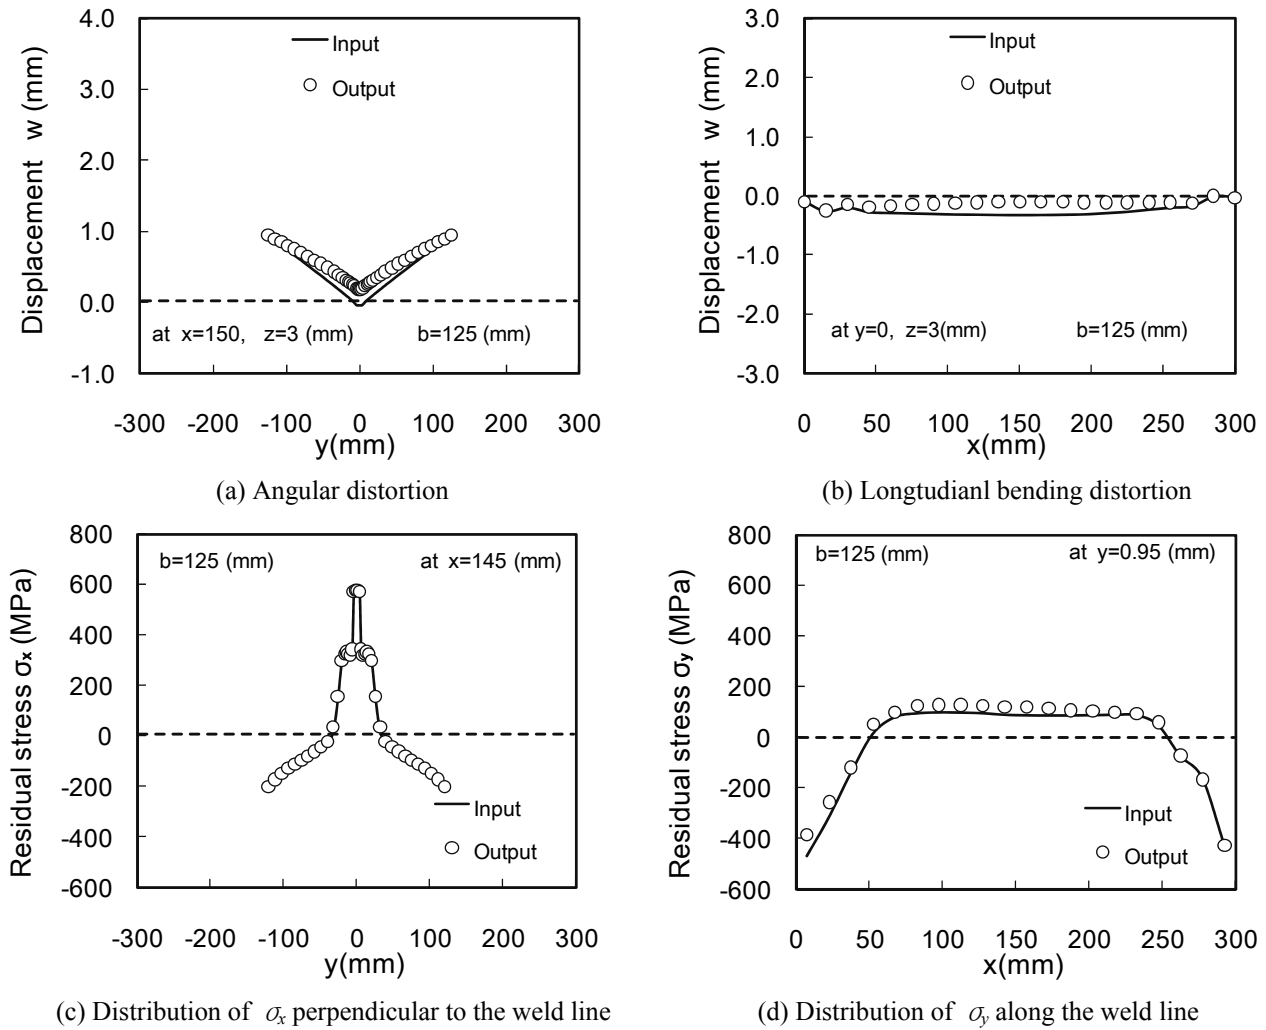 4.0
3.0
2.0
1.0
0.0
-1.0
Displacement w (mm)
Input
Output
at x=150, z=3 (mm) b=125 (mm)
-300 -200 -100 0 100 200 300
y(mm)
(a) Angular distortion
3.0
2.0
1.0
0.0
-1.0
-2.0
-3.0
Displacement w (mm)
Input
Output
at y=0, z=3(mm) b=125 (mm)
0 50 100 150 200 250 300
x(mm)
(b) Longtudianl bending distortion
800
600
400
200
0
-200
-400
-600
Residual stress σx (MPa)
b=125 (mm) at x=145 (mm)
Input
Output
-300 -200 -100 0 100 200 300
y(mm)
(c) Distribution of σx perpendicular to the weld line
800
600
400
200
0
-200
-400
-600
Residual stress σy (MPa)
b=125 (mm) at y=0.95 (mm)
Input
Output
0 50 100 150 200 250 300
x(mm)
(d) Distribution of σy along the weld line